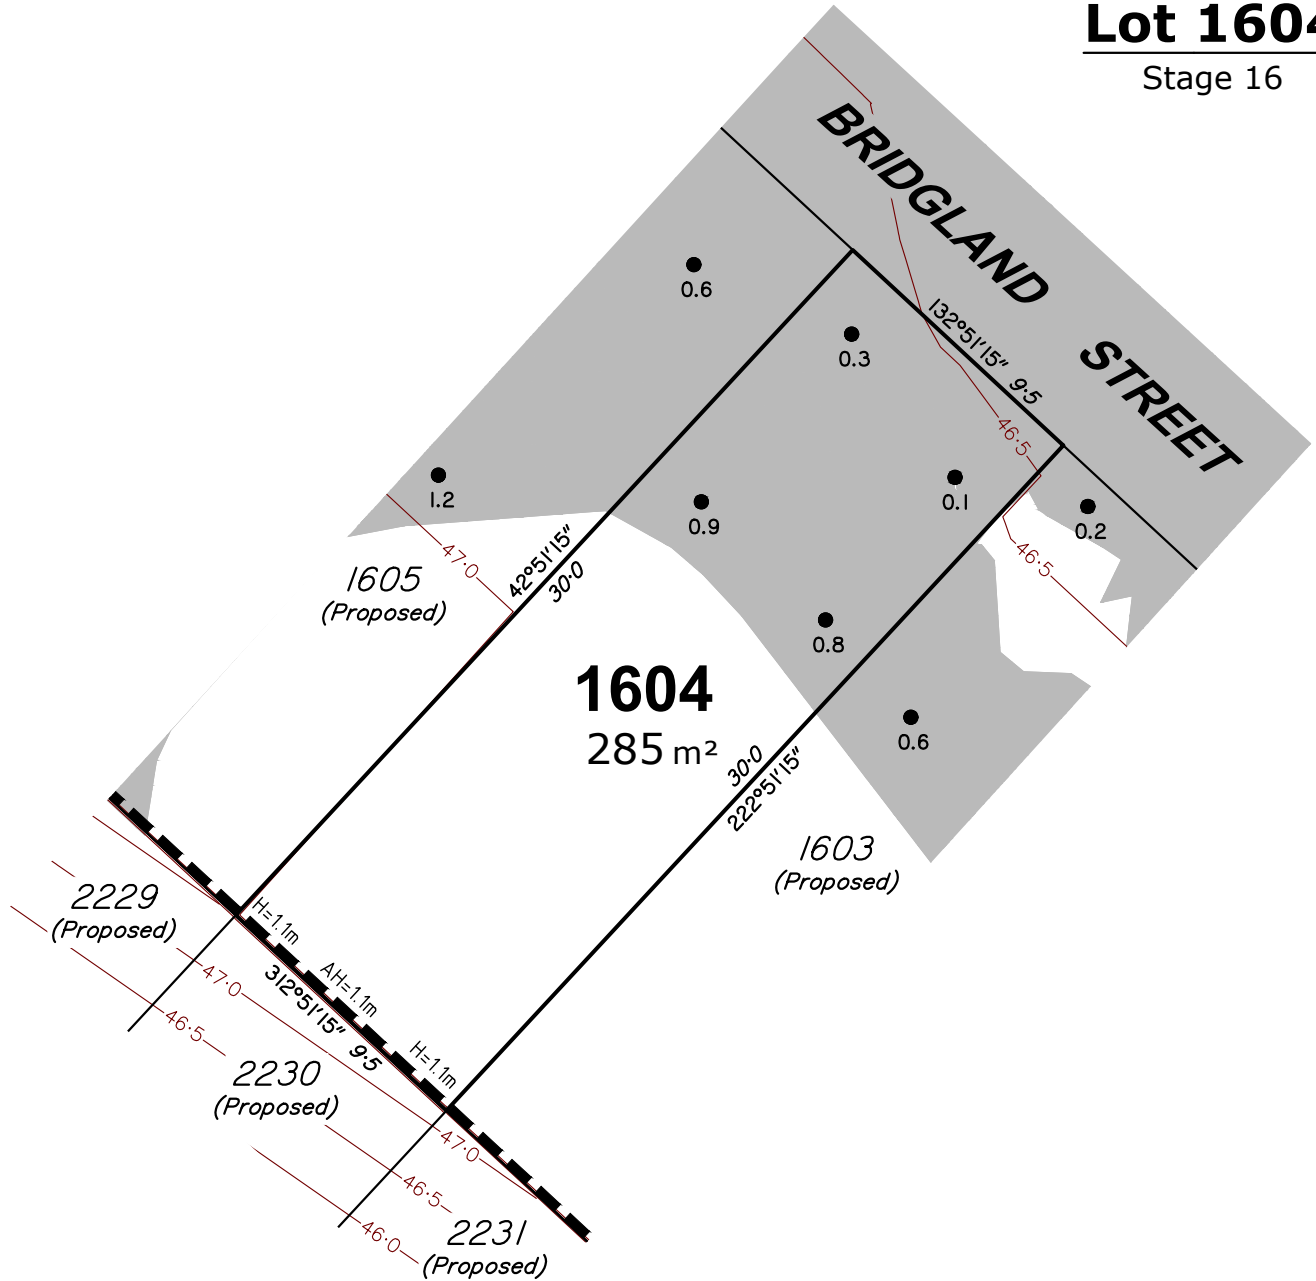 Lot 1604
Stage 16
BRIDGLAND STREET
0.6
0.3
132°51'15" 9·5
46·5
0.1
0.2
46·5
1.2
0.9
47·0
42°51'15"
30·0
1605
(Proposed)
0.8
1604
285 m²
0.6
30·0
222°51'15"
1603
(Proposed)
2229
(Proposed)
H=1.1m
AH=1.1m
H=1.1m
312°51'15" 9·5
47·0
46·5
2230
(Proposed)
47·0
46·5
46·0
2231
(Proposed)